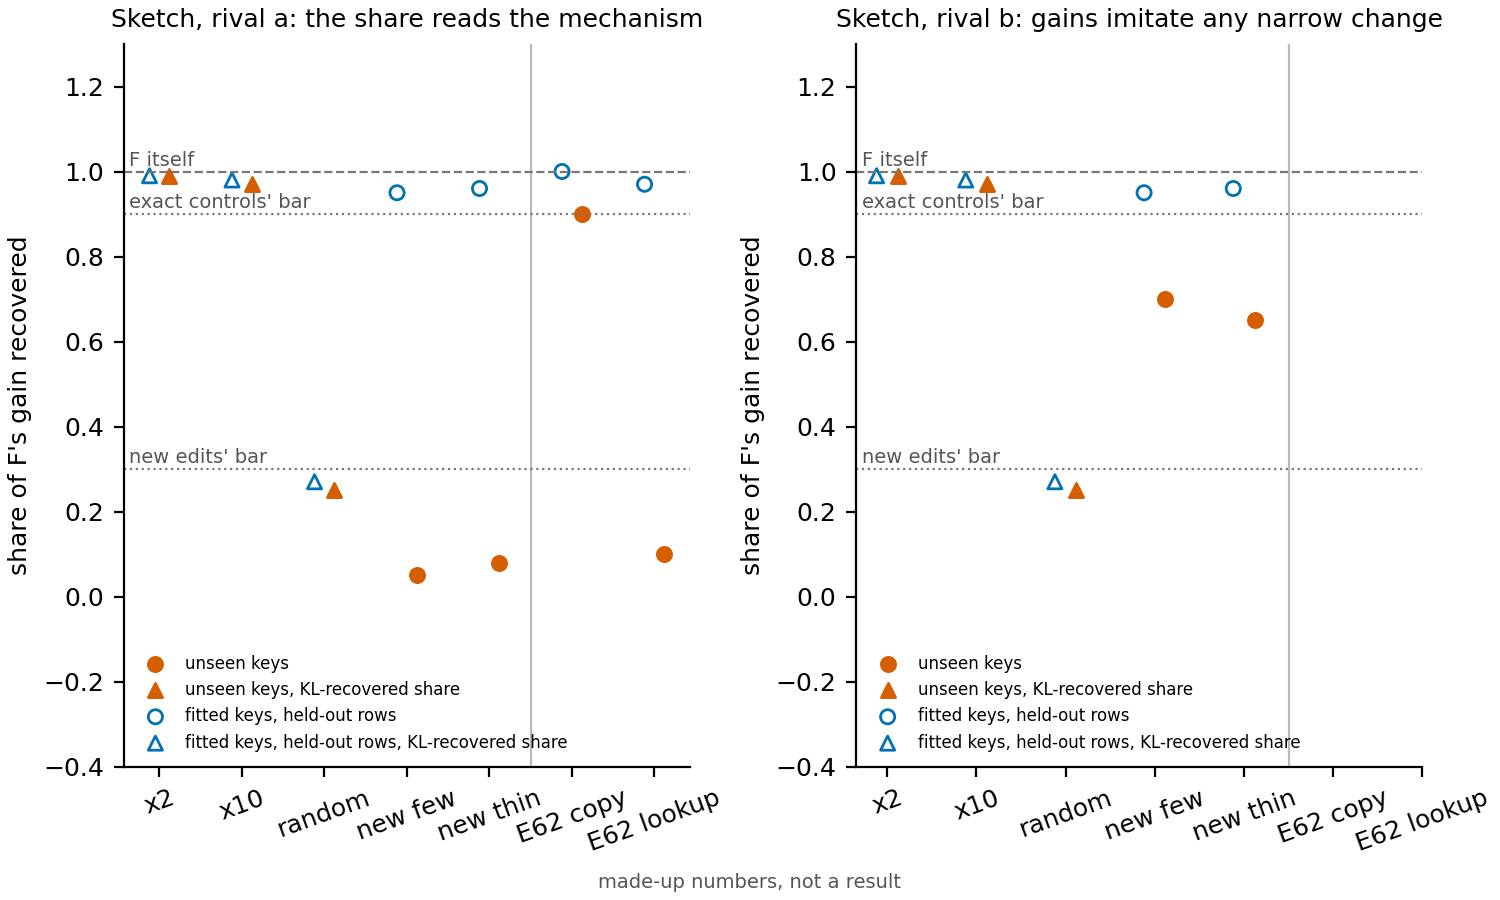 Sketch, rival a: the share reads the mechanism
share of F's gain recovered
1.2
1.0
0.8
0.6
0.4
0.2
0.0
−0.2
−0.4
F itself
exact controls' bar
new edits' bar
unseen keys
unseen keys, KL-recovered share
fitted keys, held-out rows
fitted keys, held-out rows, KL-recovered share
x2
x10
random
new few
new thin
E62 copy
E62 lookup
Sketch, rival b: gains imitate any narrow change
share of F's gain recovered
1.2
1.0
0.8
0.6
0.4
0.2
0.0
−0.2
−0.4
F itself
exact controls' bar
new edits' bar
unseen keys
unseen keys, KL-recovered share
fitted keys, held-out rows
fitted keys, held-out rows, KL-recovered share
x2
x10
random
new few
new thin
E62 copy
E62 lookup
made-up numbers, not a result